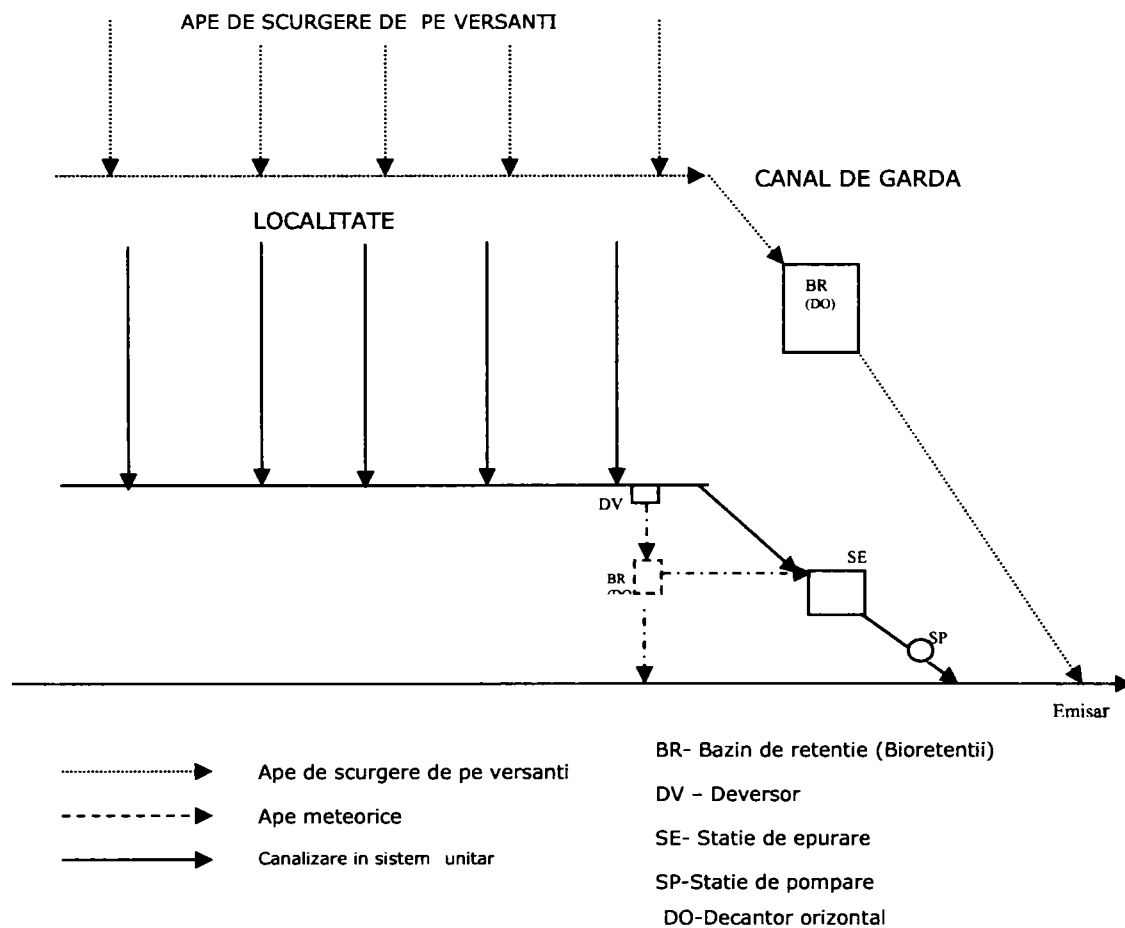 APE DE SCURGERE DE PE VERSANTI
CANAL DE GARDA
LOCALITATE
BR
(DO)
DV
SE
BR
(DO
SP
Emisar
Ape de scurgere de pe versanti
Ape meteorice
Canalizare in sistem unitar
BR- Bazin de retentie (Bioretentii)
DV – Deversor
SE- Statie de epurare
SP-Statie de pompare
DO-Decantor orizontal